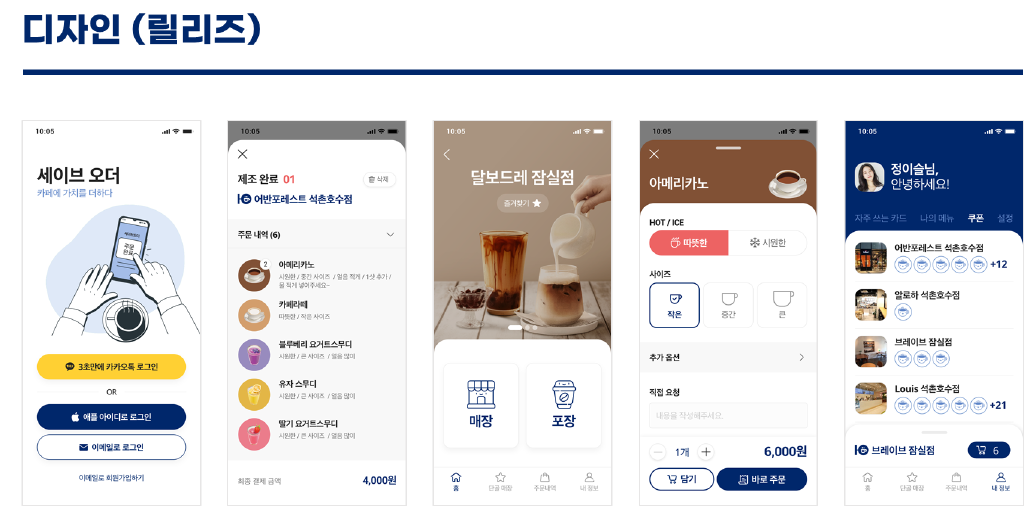 디자인 (릴리즈)
10:05
세이브 오더
카페에 가치를 더하다
주문
완료
3초만에 카카오톡 로그인
OR
애플 아이디로 로그인
이메일로 로그인
이메일로 회원가입하기
10:05
제조 완료 01
삭제
어반포레스트 석촌호수점
주문 내역 (6)
2
아메리카노
시원한 / 중간 사이즈 / 얼음 적게 / 1샷 추가 /
물 적게 넣어주세요~
카페라떼
따뜻한 / 작은 사이즈
블루베리 요거트스무디
시원한 / 큰 사이즈 / 얼음 많이
유자 스무디
시원한 / 큰 사이즈 / 얼음 많이
딸기 요거트스무디
시원한 / 큰 사이즈 / 얼음 많이
최종 결제 금액
4,000원
10:05
달보드레 잠실점
즐겨찾기
매장
포장
홈
단골 매장
주문내역
내 정보
10:05
아메리카노
HOT / ICE
따뜻한
시원한
사이즈
작은
중간
큰
추가 옵션
직접 요청
내용을 작성해주세요.
1개
6,000원
담기
바로 주문
10:05
정이슬님,
안녕하세요!
자주 쓰는 카드
나의 메뉴
쿠폰
설정
어반포레스트 석촌호수점
+12
알로하 석촌호수점
브레이브 잠실점
Louis 석촌호수점
+21
브레이브 잠실점
6
홈
단골 매장
주문내역
내 정보